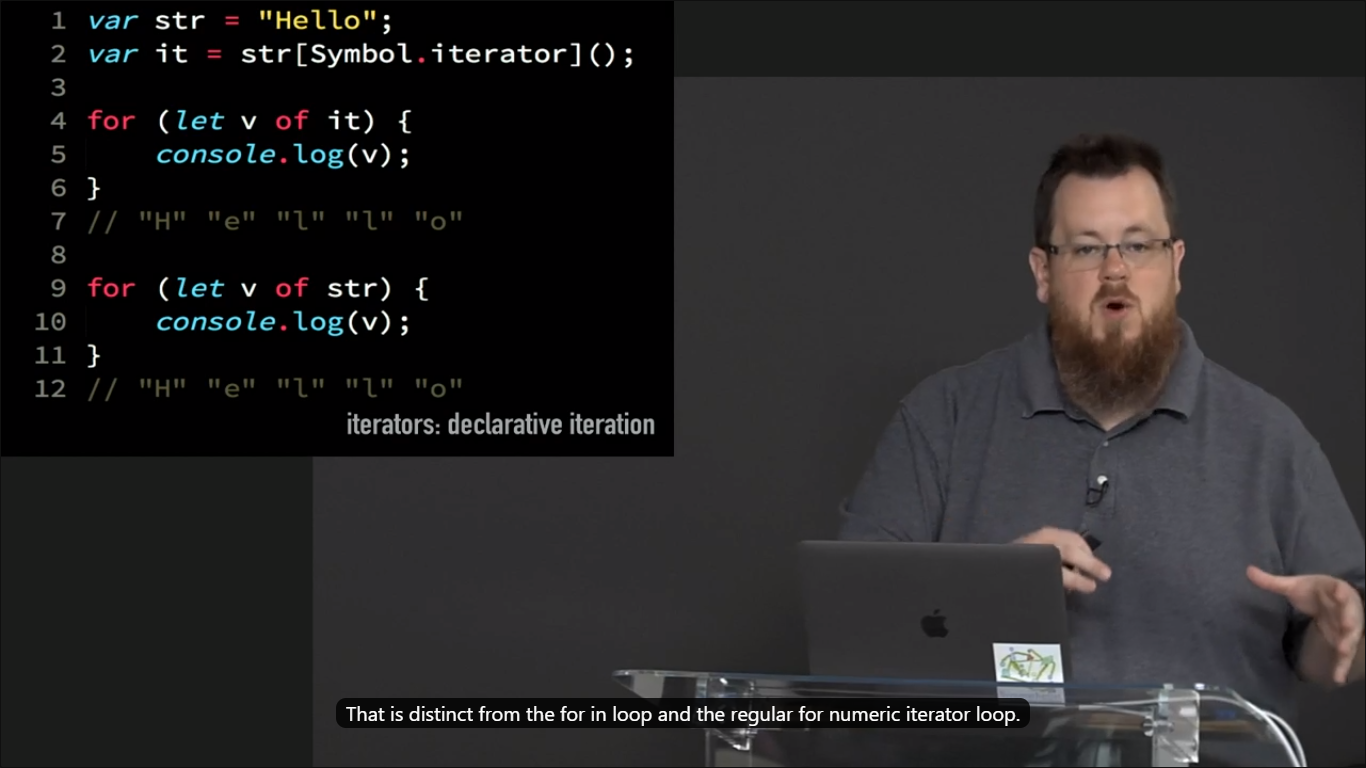 1 var str = "Hello";
2 var it = str[Symbol.iterator]();
3
4 for (let v of it) {
5     console.log(v);
6 }
7 // "H" "e" "l" "l" "o"
8
9 for (let v of str) {
10     console.log(v);
11 }
12 // "H" "e" "l" "l" "o"
iterators: declarative iteration
That is distinct from the for in loop and the regular for numeric iterator loop.